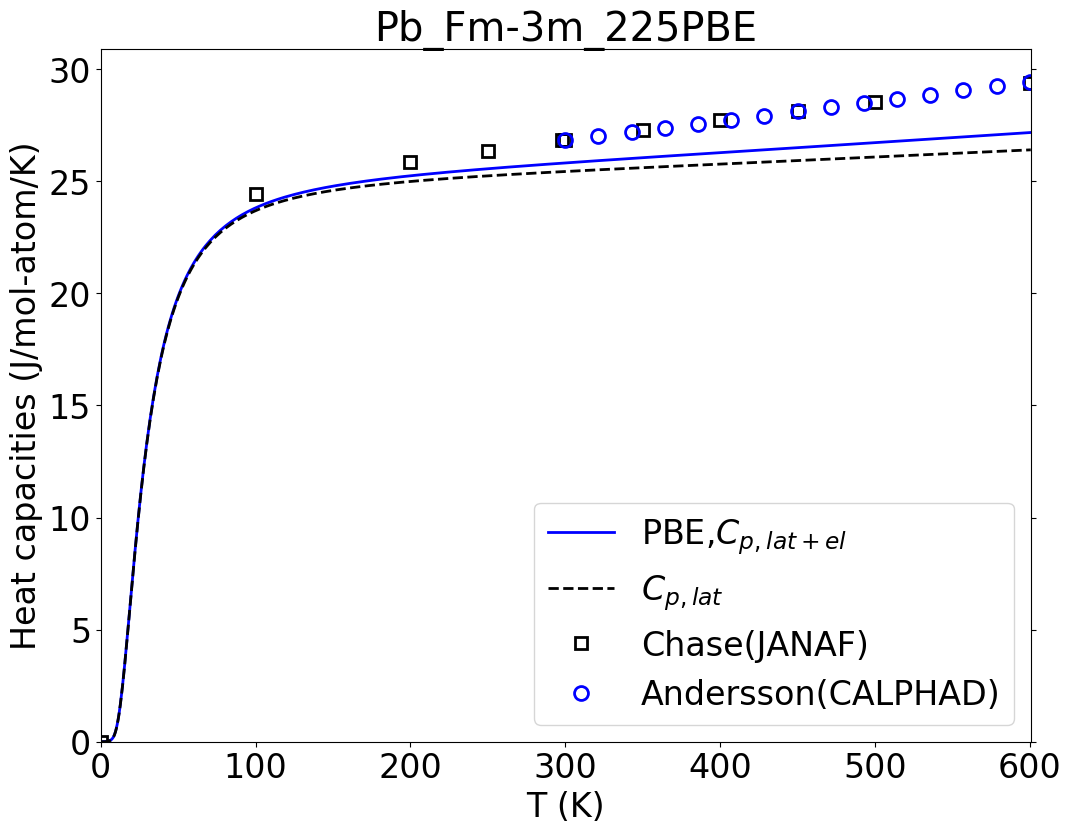 Pb_Fm-3m_225PBE
Heat capacities (J/mol-atom/K)
30
25
20
15
10
5
0
0 100 200 300 400 500 600
T (K)
PBE,C_{p,lat+el}
C_{p,lat}
Chase(JANAF)
Andersson(CALPHAD)